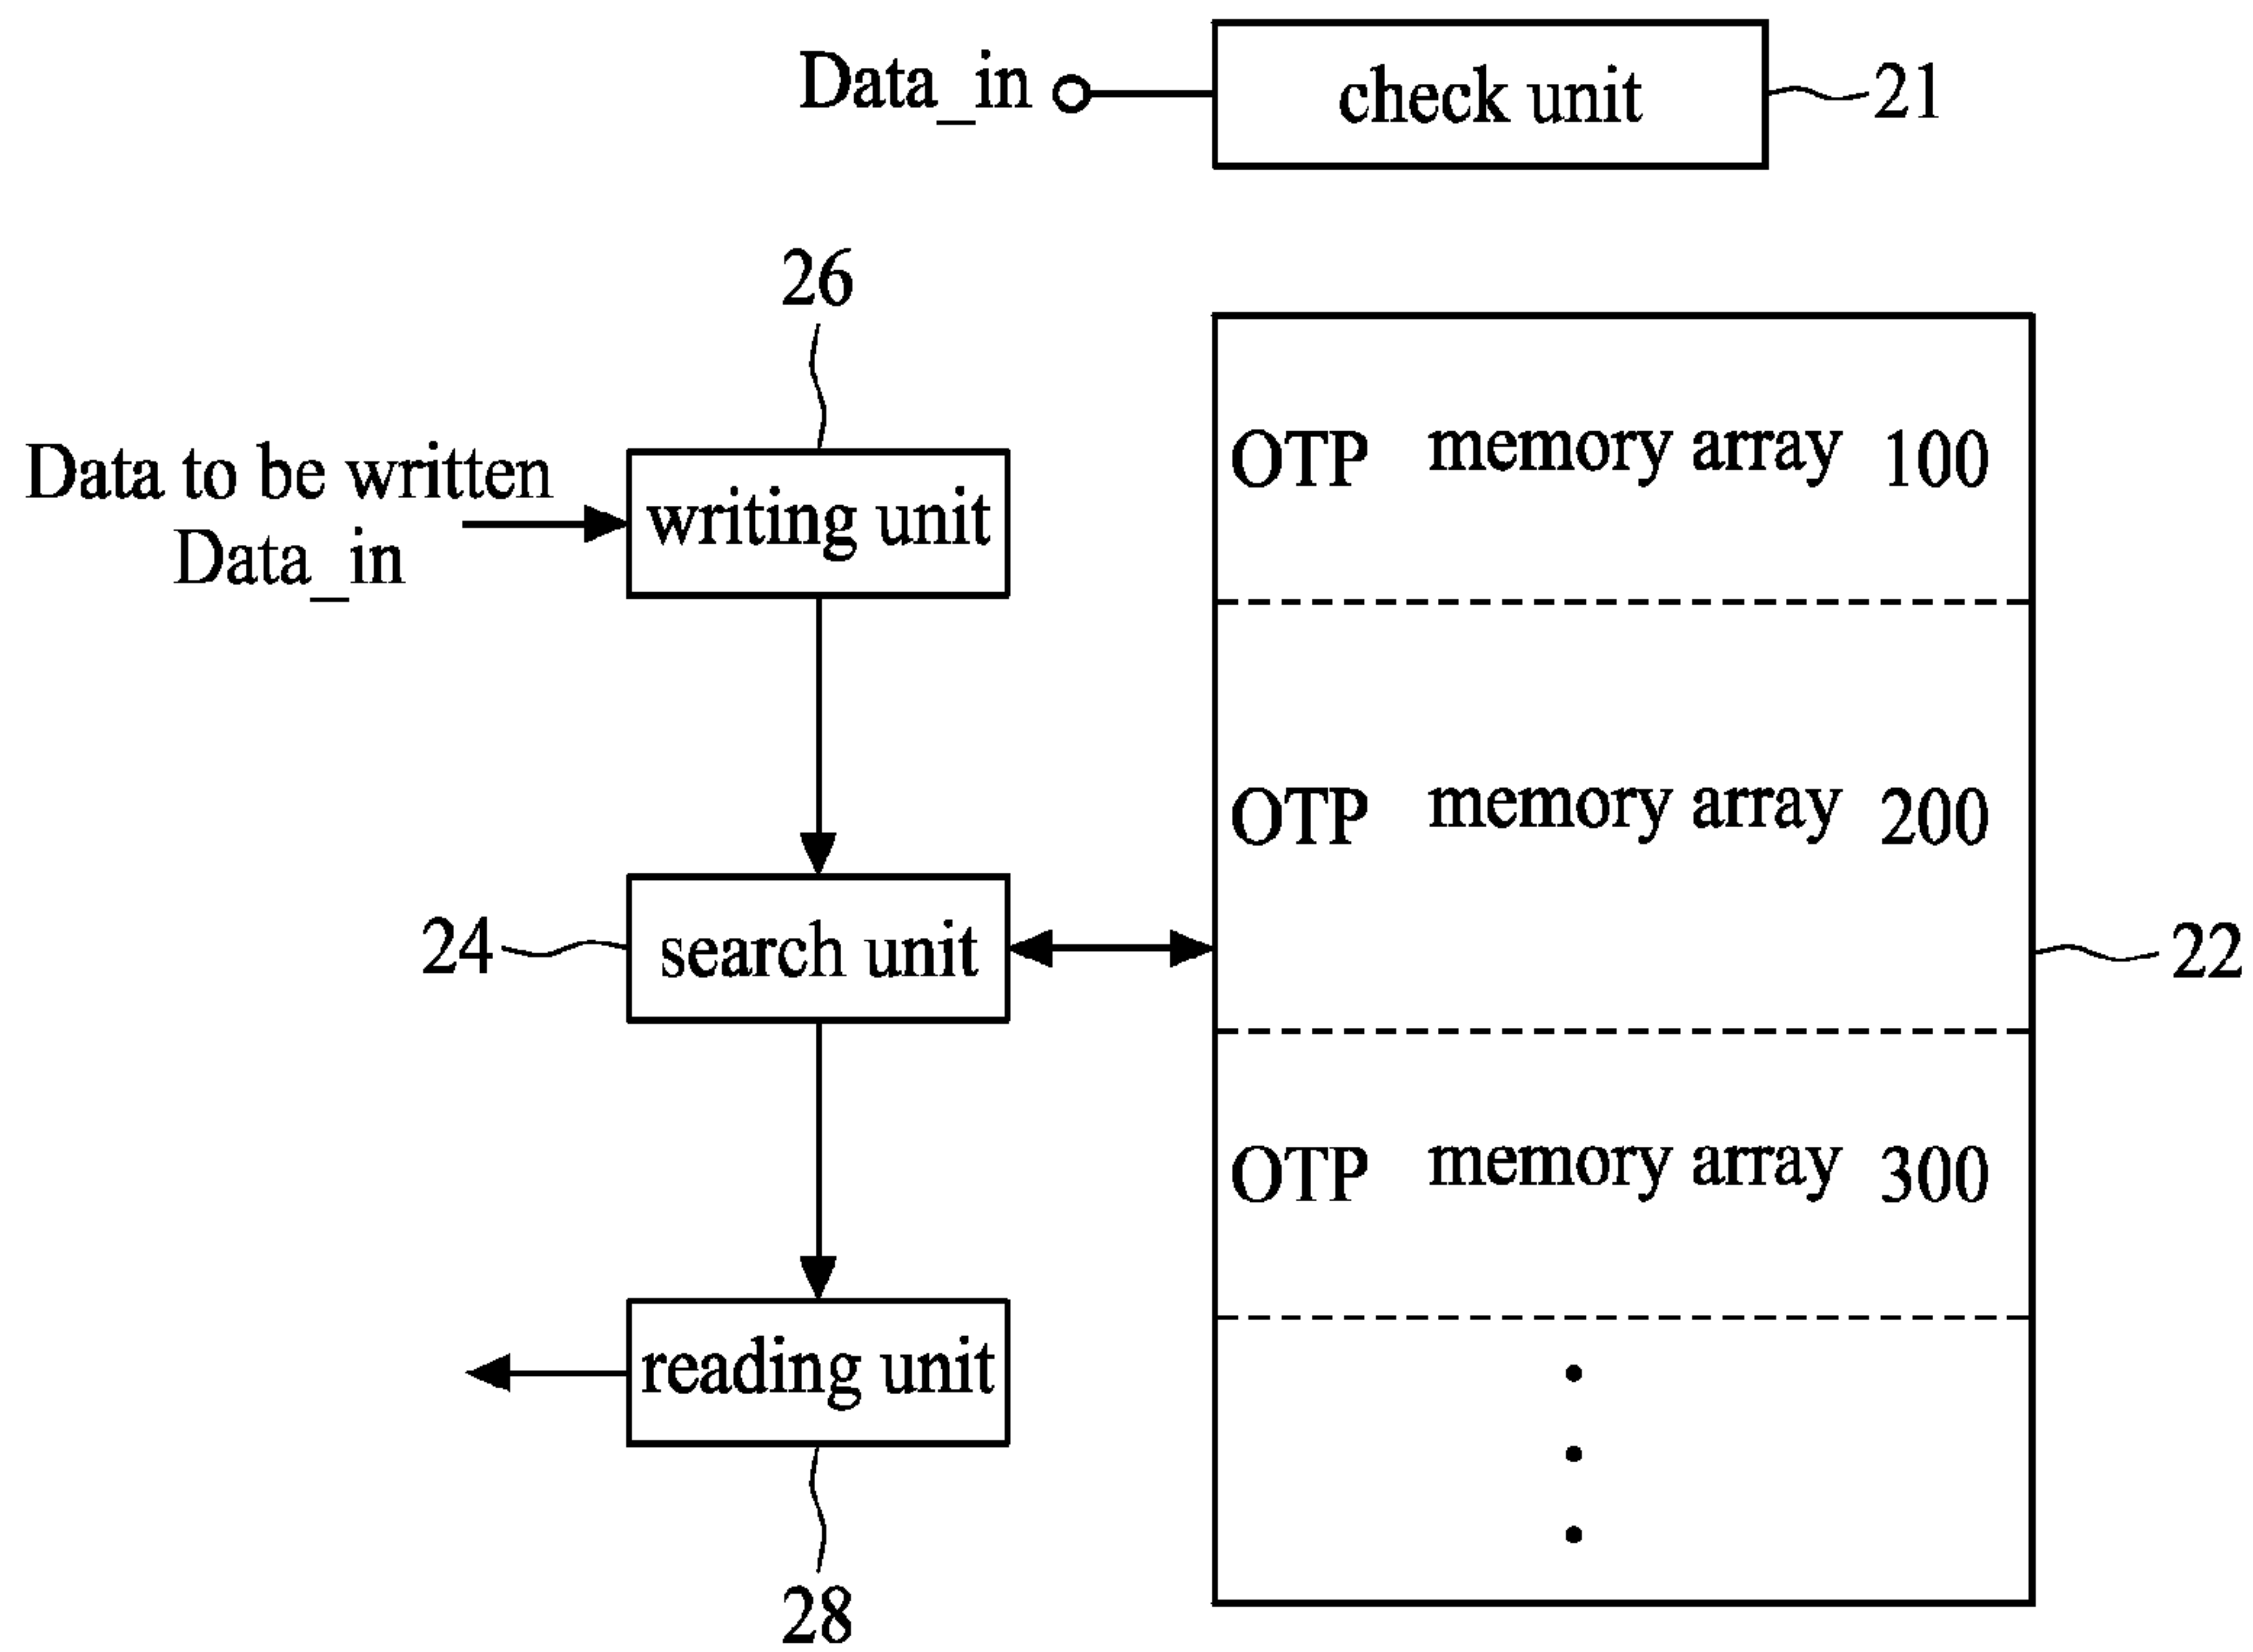 Data_in
check unit
21
26
Data to be written
Data_in
writing unit
OTP memory array 100
OTP memory array 200
24
search unit
22
OTP memory array 300
reading unit
28